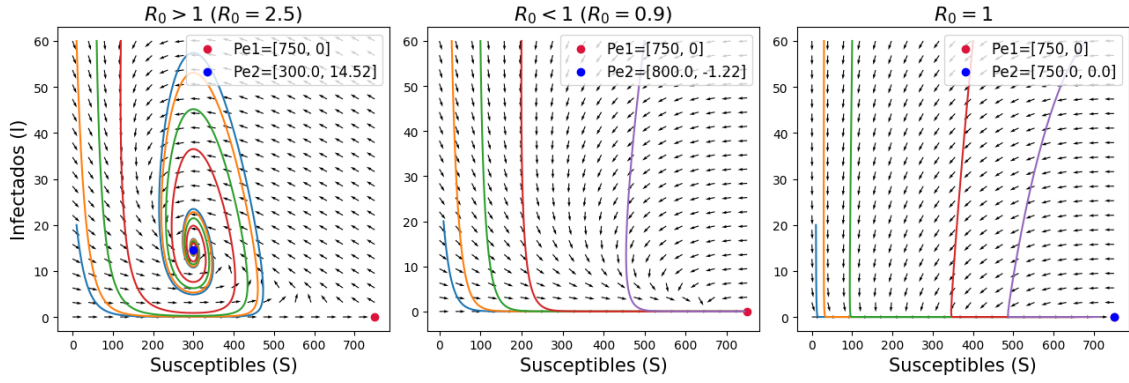 R₀ > 1 (R₀ = 2.5)
Infectados (I)
60
50
40
30
20
10
0
Pe1=[750, 0]
Pe2=[300.0, 14.52]
0 100 200 300 400 500 600 700
Susceptibles (S)
R₀ < 1 (R₀ = 0.9)
60
50
40
30
20
10
0
Pe1=[750, 0]
Pe2=[800.0, -1.22]
0 100 200 300 400 500 600 700
Susceptibles (S)
R₀ = 1
60
50
40
30
20
10
0
Pe1=[750, 0]
Pe2=[750.0, 0.0]
0 100 200 300 400 500 600 700
Susceptibles (S)